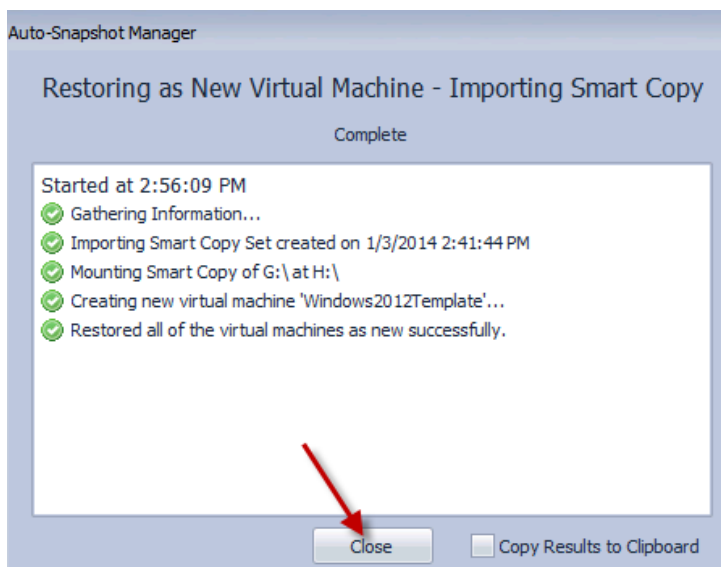 Auto-Snapshot Manager
Restoring as New Virtual Machine - Importing Smart Copy
Complete
Started at 2:56:09 PM
Gathering Information...
Importing Smart Copy Set created on 1/3/2014 2:41:44 PM
Mounting Smart Copy of G:\ at H:\
Creating new virtual machine 'Windows2012Template'...
Restored all of the virtual machines as new successfully.
Close
Copy Results to Clipboard